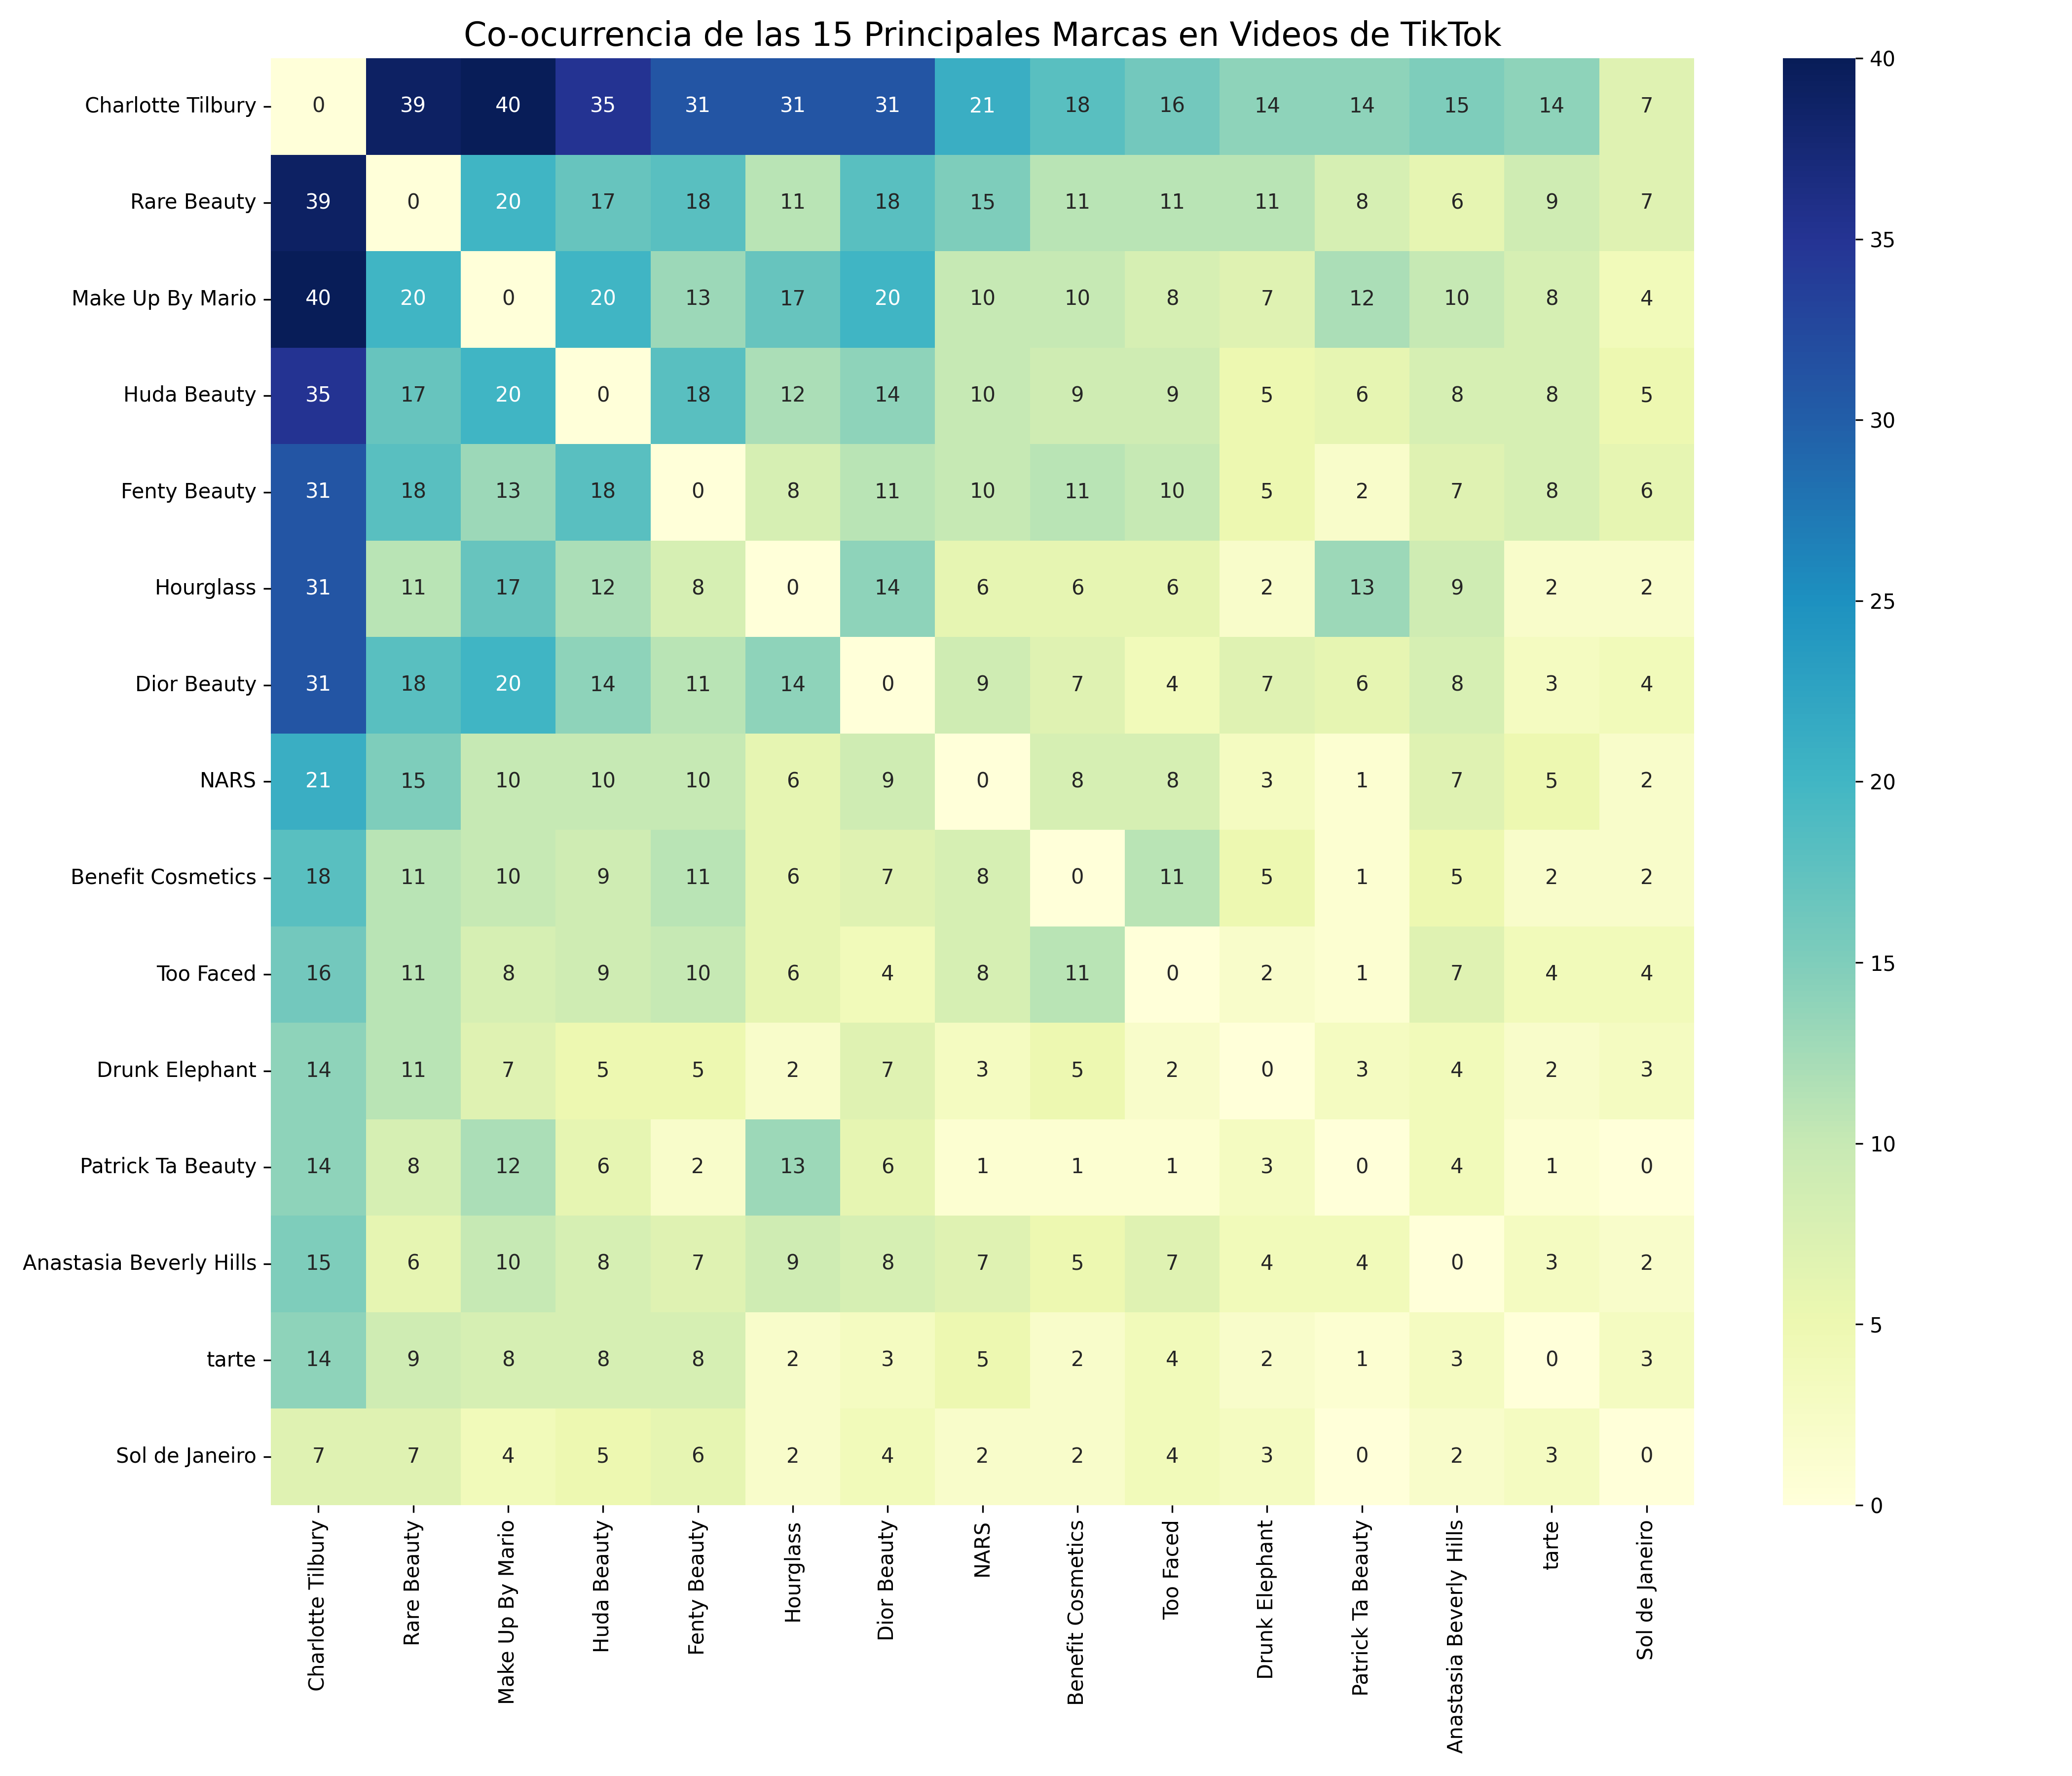 Co-ocurrencia de las 15 Principales Marcas en Videos de TikTok
Charlotte Tilbury 0 39 40 35 31 31 31 21 18 16 14 14 15 14 7
Rare Beauty 39 0 20 17 18 11 18 15 11 11 11 8 6 9 7
Make Up By Mario 40 20 0 20 13 17 20 10 10 8 7 12 10 8 4
Huda Beauty 35 17 20 0 18 12 14 10 9 9 5 6 8 8 5
Fenty Beauty 31 18 13 18 0 8 11 10 11 10 5 2 7 8 6
Hourglass 31 11 17 12 8 0 14 6 6 6 2 13 9 2 2
Dior Beauty 31 18 20 14 11 14 0 9 7 4 7 6 8 3 4
NARS 21 15 10 10 10 6 9 0 8 8 3 1 7 5 2
Benefit Cosmetics 18 11 10 9 11 6 7 8 0 11 5 1 5 2 2
Too Faced 16 11 8 9 10 6 4 8 11 0 2 1 7 4 4
Drunk Elephant 14 11 7 5 5 2 7 3 5 2 0 3 4 2 3
Patrick Ta Beauty 14 8 12 6 2 13 6 1 1 1 3 0 4 1 0
Anastasia Beverly Hills 15 6 10 8 7 9 8 7 5 7 4 4 0 3 2
tarte 14 9 8 8 8 2 3 5 2 4 2 1 3 0 3
Sol de Janeiro 7 7 4 5 6 2 4 2 2 4 3 0 2 3 0
Charlotte Tilbury
Rare Beauty
Make Up By Mario
Huda Beauty
Fenty Beauty
Hourglass
Dior Beauty
NARS
Benefit Cosmetics
Too Faced
Drunk Elephant
Patrick Ta Beauty
Anastasia Beverly Hills
tarte
Sol de Janeiro
40
35
30
25
20
15
10
5
0